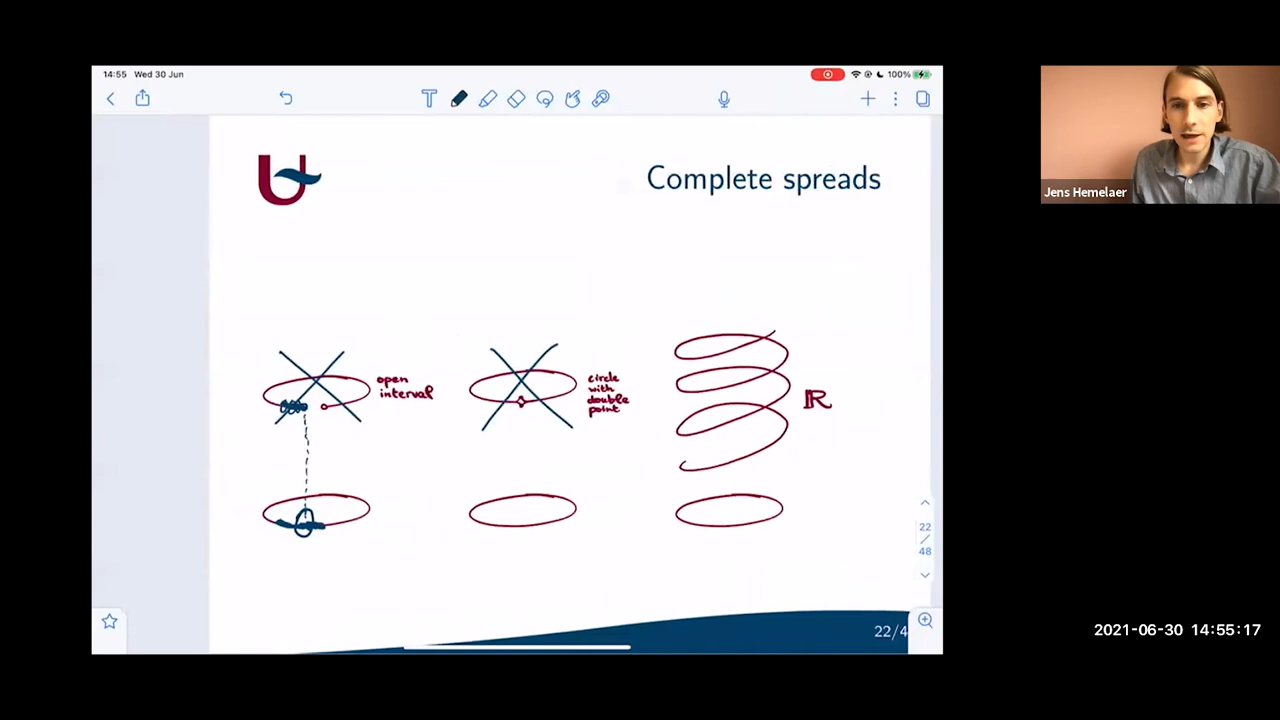 14:55 Wed 30 Jun
100%
Complete spreads
open
interval
circle
with
double
point
ℝ
22
/
48
22/4
Jens Hemelaer
2021-06-30 14:55:17